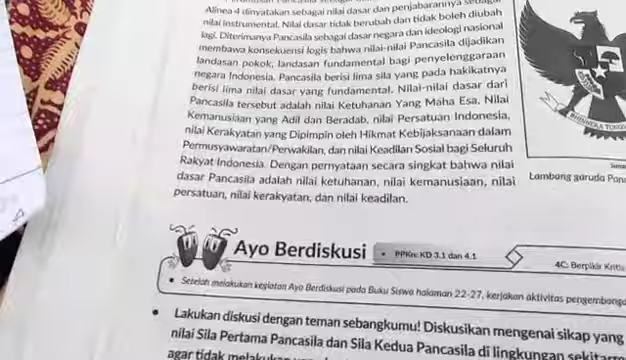 Alinea 4 dinyatakan sebagai nilai dasar dan penjabarannya sebagai
nilai instrumental. Nilai dasar tidak berubah dan tidak boleh diubah
lagi. Diterimanya Pancasila sebagai dasar negara dan ideologi nasional
membawa konsekuensi logis bahwa nilai-nilai Pancasila dijadikan
landasan pokok, landasan fundamental bagi penyelenggaraan
negara Indonesia. Pancasila berisi lima sila yang pada hakikatnya
berisi lima nilai dasar yang fundamental. Nilai-nilai dasar dari
Pancasila tersebut adalah nilai Ketuhanan Yang Maha Esa, Nilai
Kemanusiaan yang Adil dan Beradab, nilai Persatuan Indonesia,
nilai Kerakyatan yang Dipimpin oleh Hikmat Kebijaksanaan dalam
Permusyawaratan/Perwakilan, dan nilai Keadilan Sosial bagi Seluruh
Rakyat Indonesia. Dengan pernyataan secara singkat bahwa nilai
dasar Pancasila adalah nilai ketuhanan, nilai kemanusiaan, nilai
persatuan, nilai kerakyatan, dan nilai keadilan.
BHINNEKA TUNGG
Lambang garuda Pan
Ayo Berdiskusi
• PPKn: KD 3.1 dan 4.1
4C: Berpikir Kritis
• Setelah melakukan kegiatan Ayo Berdiskusi pada Buku Siswa halaman 22-27, kerjakan aktivitas pengembanga
• Lakukan diskusi dengan teman sebangkumu! Diskusikan mengenai sikap yang
nilai Sila Pertama Pancasila dan Sila Kedua Pancasila di lingkungan sekitar
agar tidak melakukan